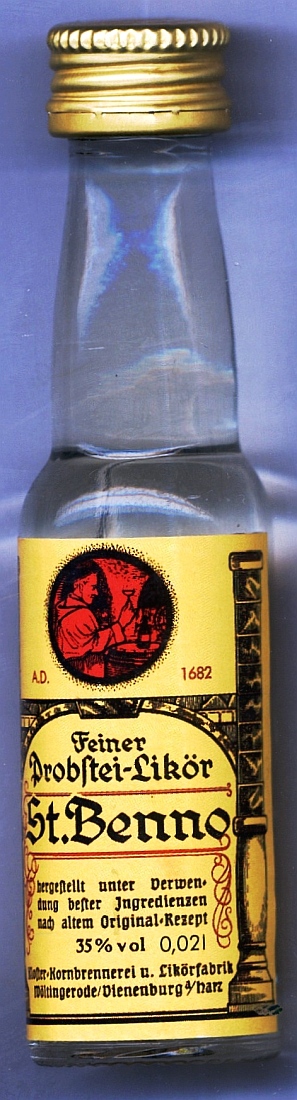 A.D. 1682
Feiner
Probstei-Likör
St. Benno
hergestellt unter Verwen-
dung bester Ingredienzen
nach altem Original-Rezept
35% vol 0,02l
Kloster-Kornbrennerei u. Likörfabrik
Wöltingerode/Vienenburg a/Harz